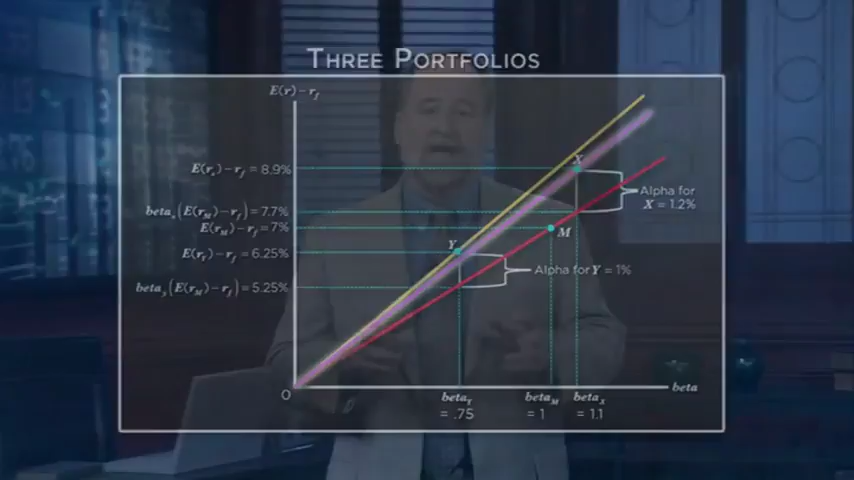 THREE PORTFOLIOS
E(r) – r_f
E(r_x) – r_f = 8.9%
beta_x(E(r_M) – r_f) = 7.7%
E(r_M) – r_f = 7%
E(r_Y) – r_f = 6.25%
beta_y(E(r_M) – r_f) = 5.25%
X
Y
M
Alpha for
X = 1.2%
Alpha for Y = 1%
0
beta
beta_Y
= .75
beta_M
= 1
beta_X
= 1.1